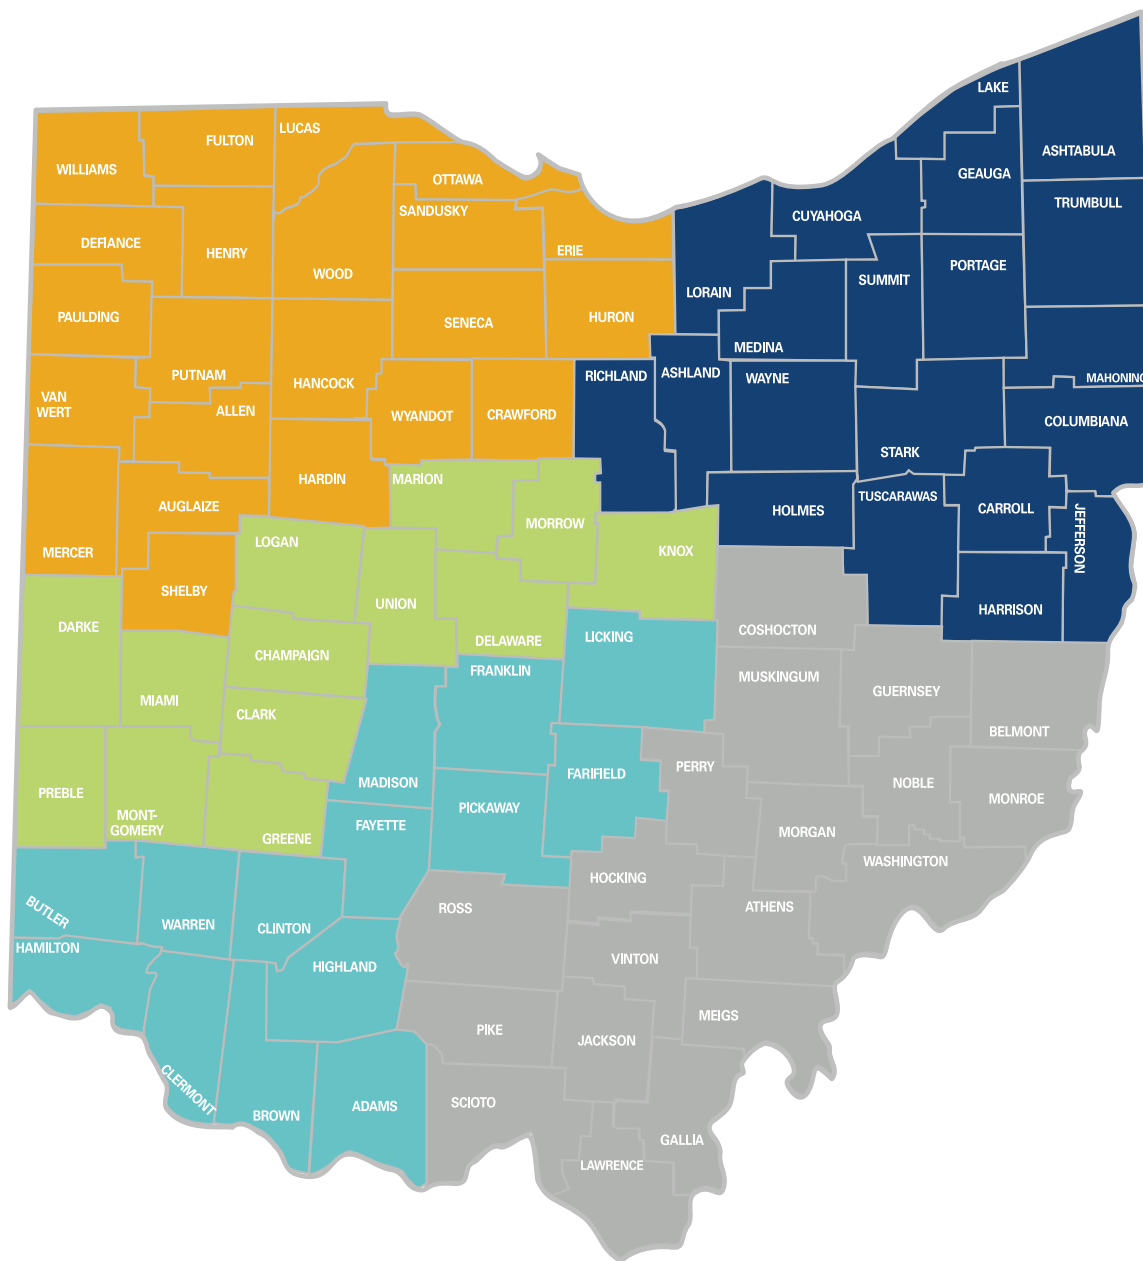 LAKE
ASHTABULA
GEAUGA
TRUMBULL
CUYAHOGA
LUCAS
FULTON
WILLIAMS
OTTAWA
SANDUSKY
DEFIANCE
HENRY
WOOD
ERIE
PORTAGE
SUMMIT
LORAIN
PAULDING
SENECA
HURON
MEDINA
PUTNAM
HANCOCK
RICHLAND
ASHLAND
WAYNE
MAHONING
VAN
WERT
ALLEN
WYANDOT
CRAWFORD
COLUMBIANA
STARK
HARDIN
MARION
AUGLAIZE
MORROW
HOLMES
TUSCARAWAS
CARROLL
JEFFERSON
MERCER
LOGAN
KNOX
SHELBY
UNION
HARRISON
DARKE
DELAWARE
LICKING
COSHOCTON
CHAMPAIGN
FRANKLIN
MUSKINGUM
GUERNSEY
MIAMI
CLARK
BELMONT
PREBLE
MADISON
FARIFIELD
PERRY
NOBLE
MONROE
MONT-
GOMERY
GREENE
FAYETTE
PICKAWAY
MORGAN
WASHINGTON
HOCKING
BUTLER
WARREN
CLINTON
ROSS
ATHENS
HAMILTON
HIGHLAND
VINTON
PIKE
JACKSON
MEIGS
CLERMONT
BROWN
ADAMS
SCIOTO
GALLIA
LAWRENCE